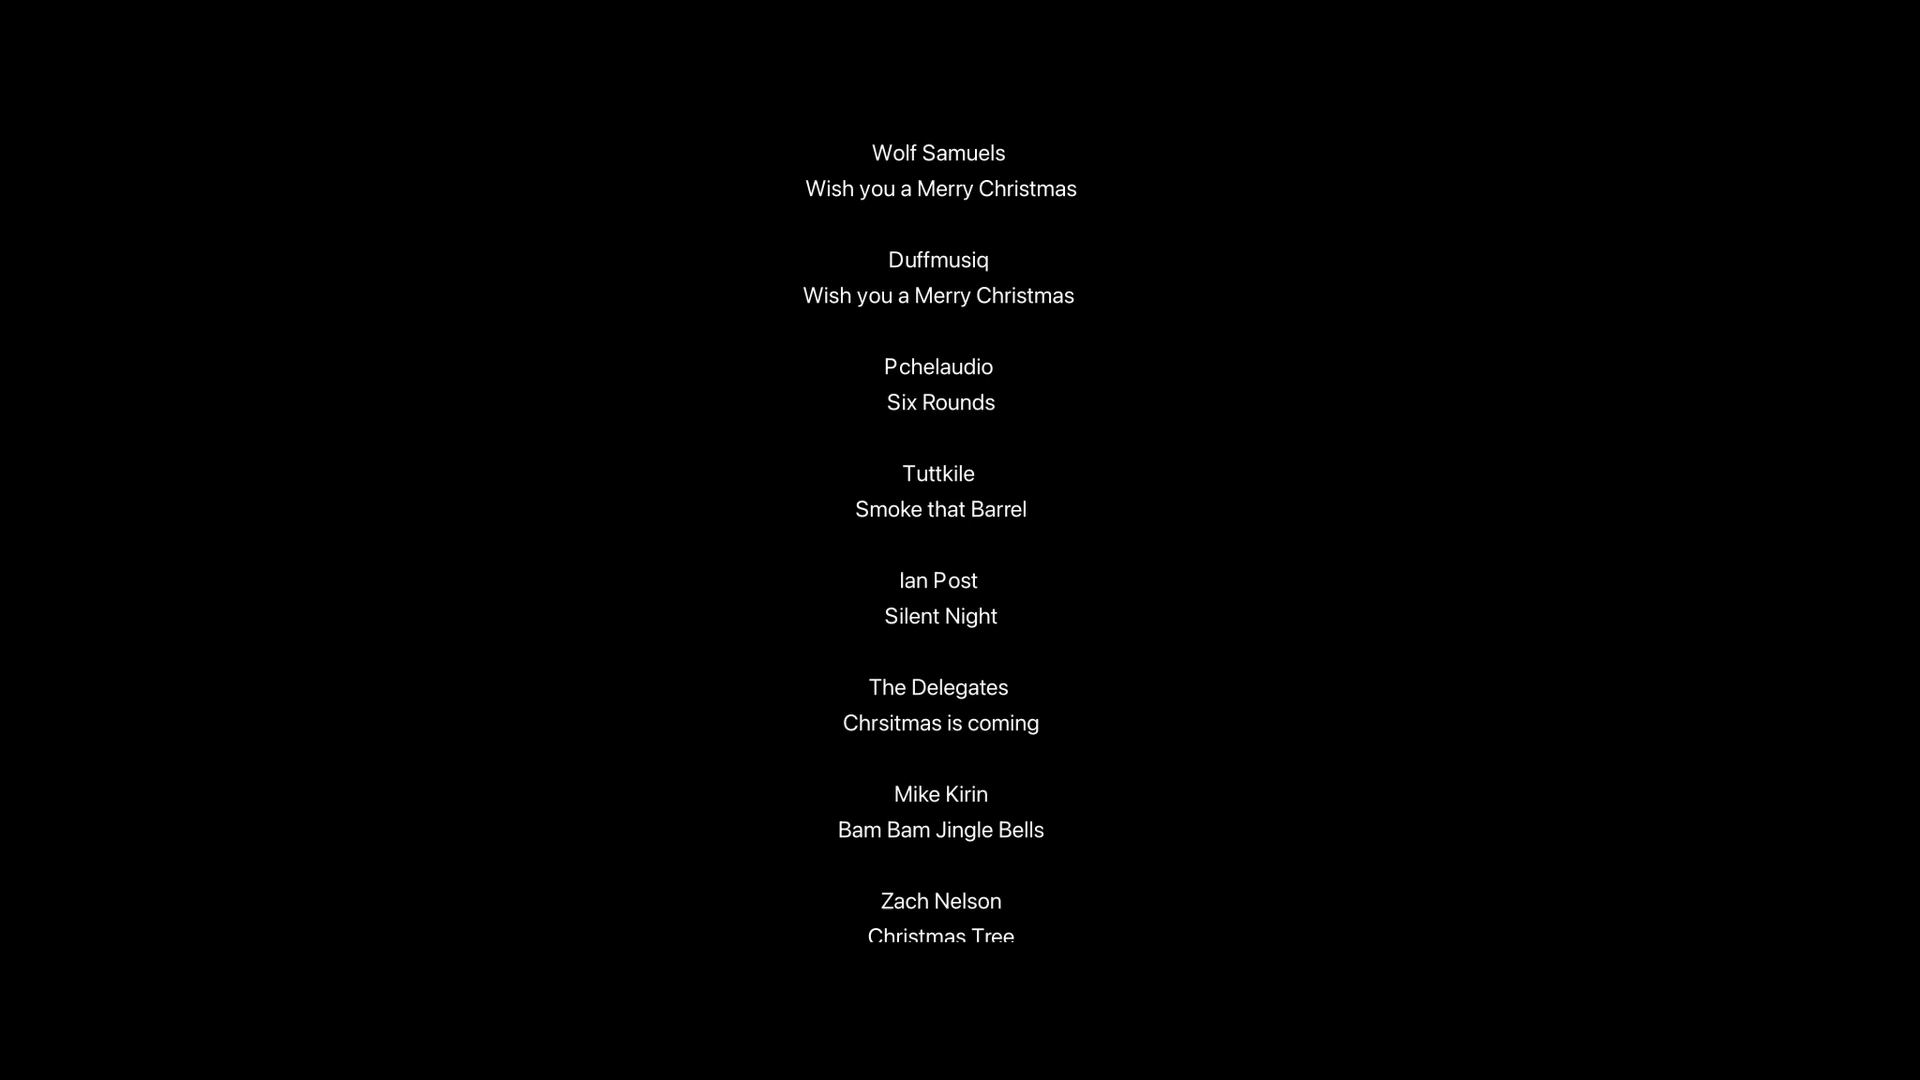 Wolf Samuels
Wish you a Merry Christmas
Duffmusiq
Wish you a Merry Christmas
Pchelaudio
Six Rounds
Tuttkile
Smoke that Barrel
Ian Post
Silent Night
The Delegates
Chrsitmas is coming
Mike Kirin
Bam Bam Jingle Bells
Zach Nelson
Christmas Tree